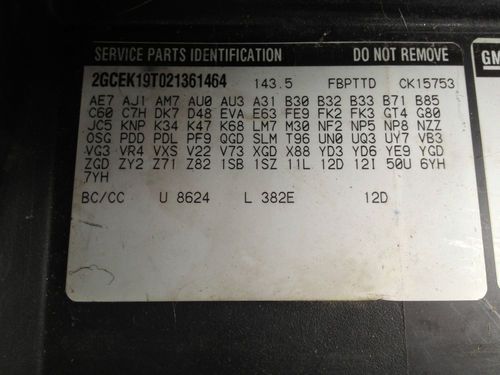 SERVICE PARTS IDENTIFICATION DO NOT REMOVE
GM
2GCEK19T021361464 143.5 FBPTTD CK15753
AE7 AJ1 AM7 AU0 AU3 A31 B30 B32 B33 B71 B85
C60 C7H DK7 D48 EVA E63 FE9 FK2 FK3 GT4 G80
JC5 KNP K34 K47 K68 LM7 M30 NF2 NP5 NP8 NZZ
OSG PDD PDL PF9 QGD SLM T96 UN0 UQ3 UY7 VB3
VG3 VR4 VXS V22 V73 XGD X88 YD3 YD6 YE9 YGD
ZGD ZY2 Z71 Z82 1SB 1SZ 11L 12D 12I 50U 6YH
7YH
BC/CC U 8624 L 382E 12D